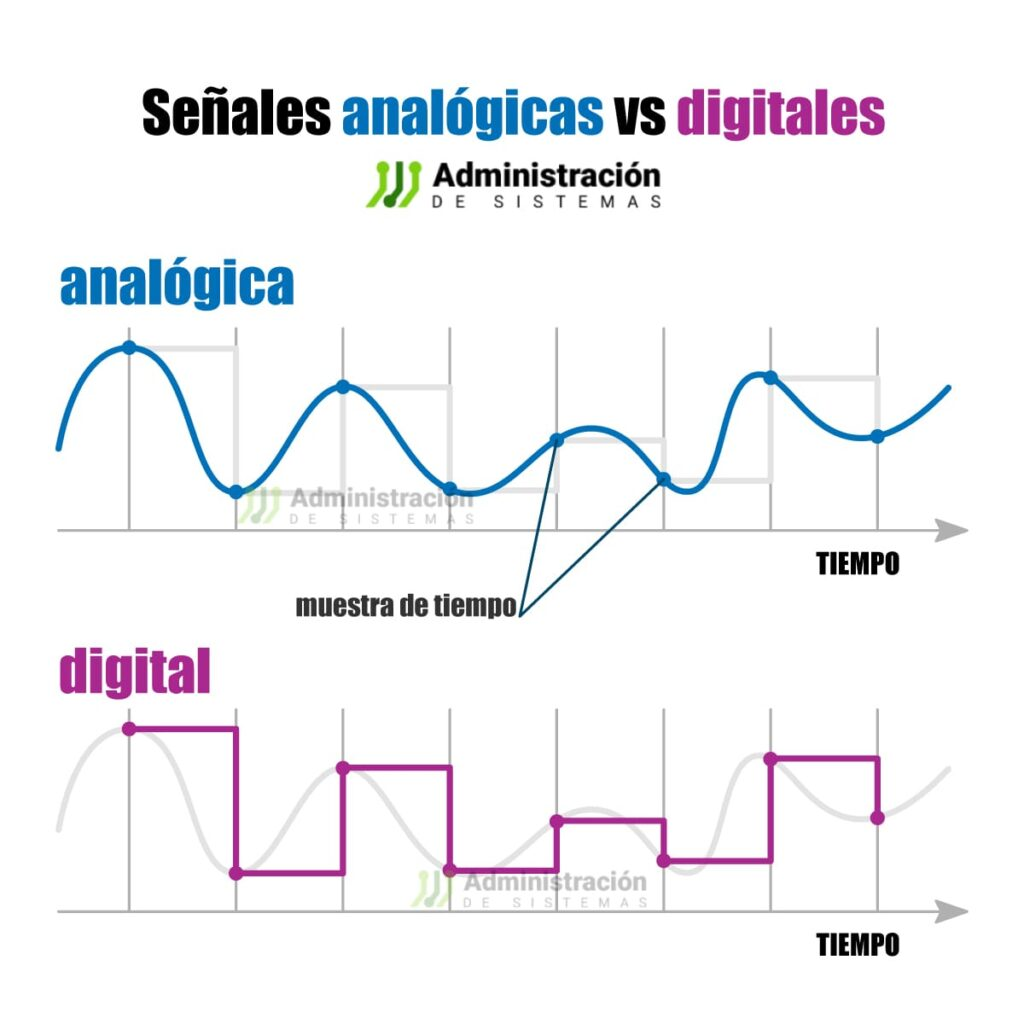 Señales analógicas vs digitales
Administración
DE SISTEMAS
analógica
Administración
DE SISTEMAS
TIEMPO
muestra de tiempo
digital
Administración
DE SISTEMAS
TIEMPO